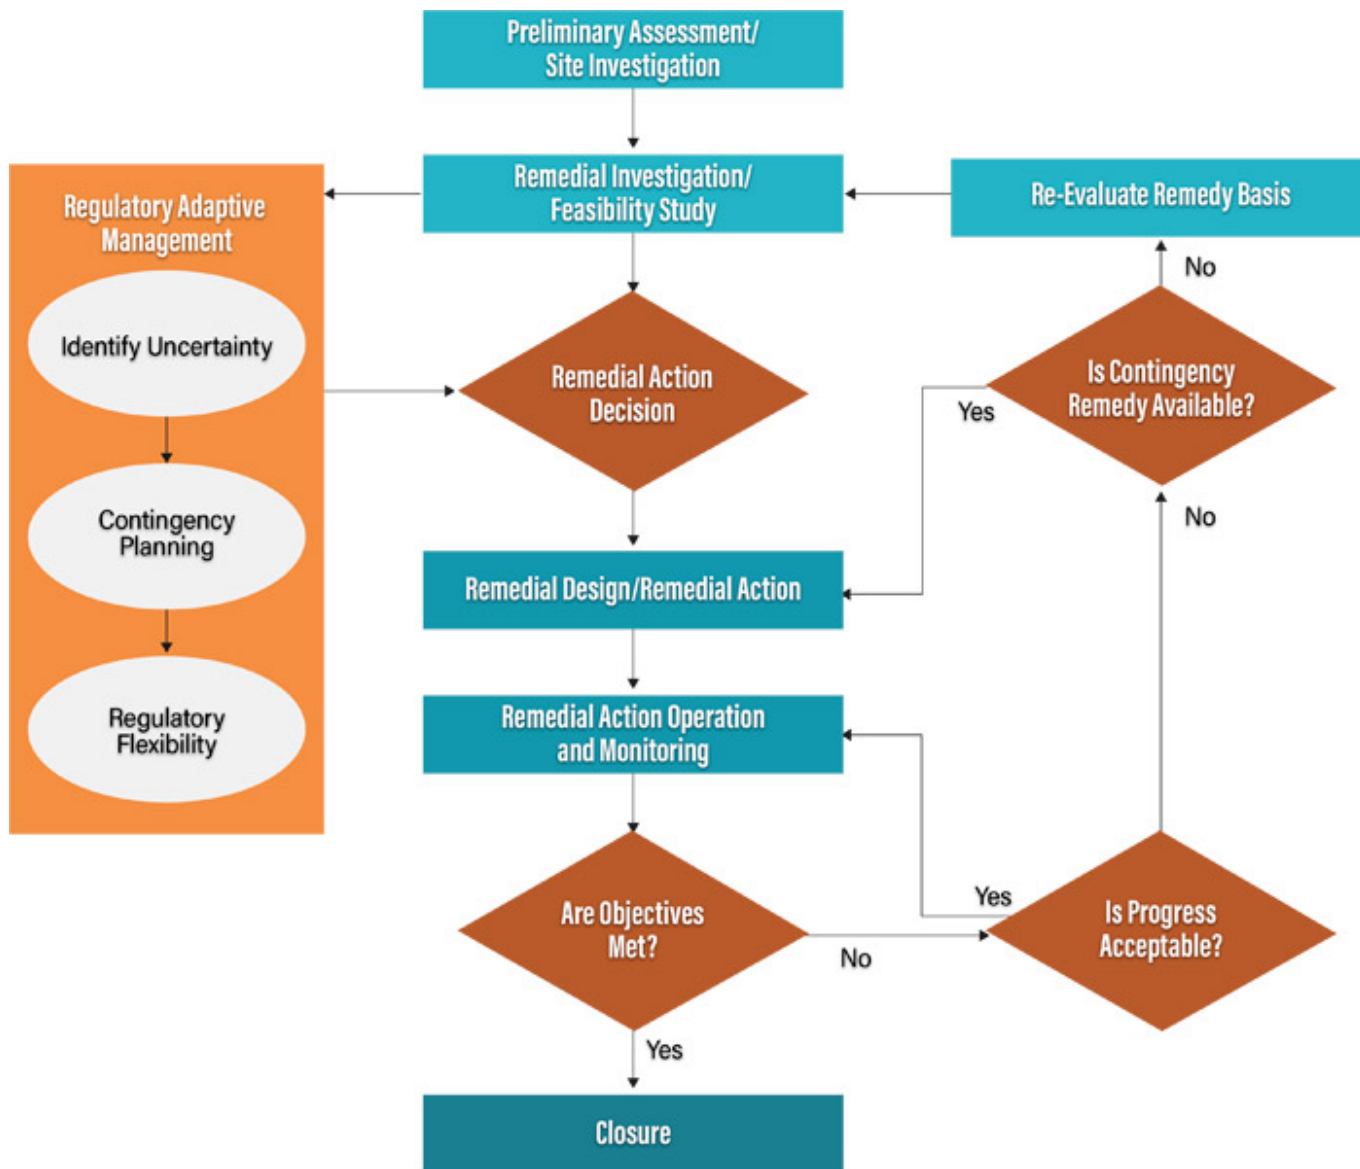 Preliminary Assessment/
Site Investigation
Remedial Investigation/
Feasibility Study
Re-Evaluate Remedy Basis
Regulatory Adaptive
Management
No
Identify Uncertainty
Remedial Action
Decision
Is Contingency
Remedy Available?
Yes
Contingency
Planning
No
Remedial Design/Remedial Action
Regulatory
Flexibility
Remedial Action Operation
and Monitoring
Are Objectives
Met?
No
Yes
Is Progress
Acceptable?
Yes
Closure